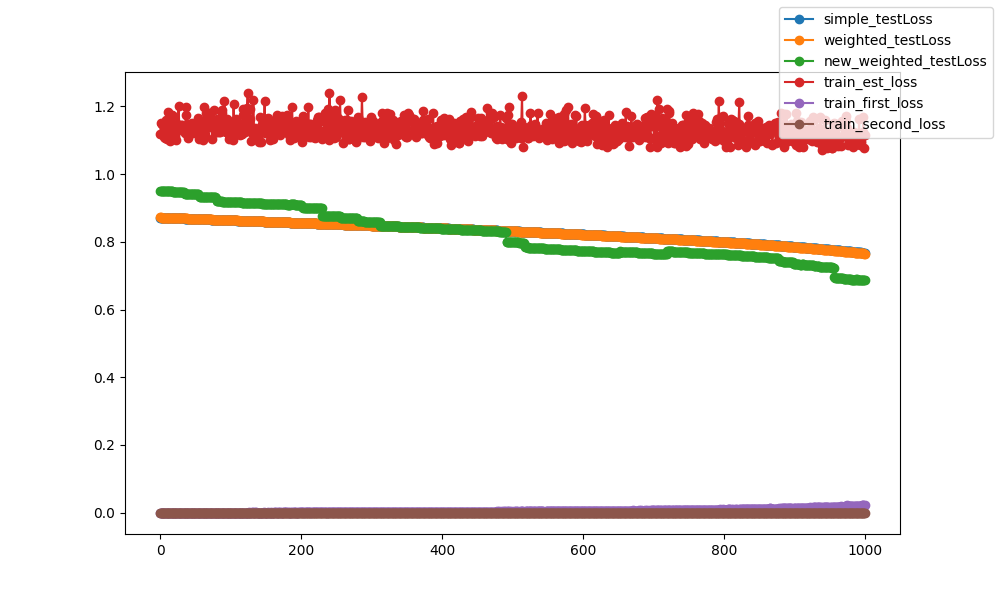 simple_testLoss
weighted_testLoss
new_weighted_testLoss
train_est_loss
train_first_loss
train_second_loss
1.2
1.0
0.8
0.6
0.4
0.2
0.0
0 200 400 600 800 1000